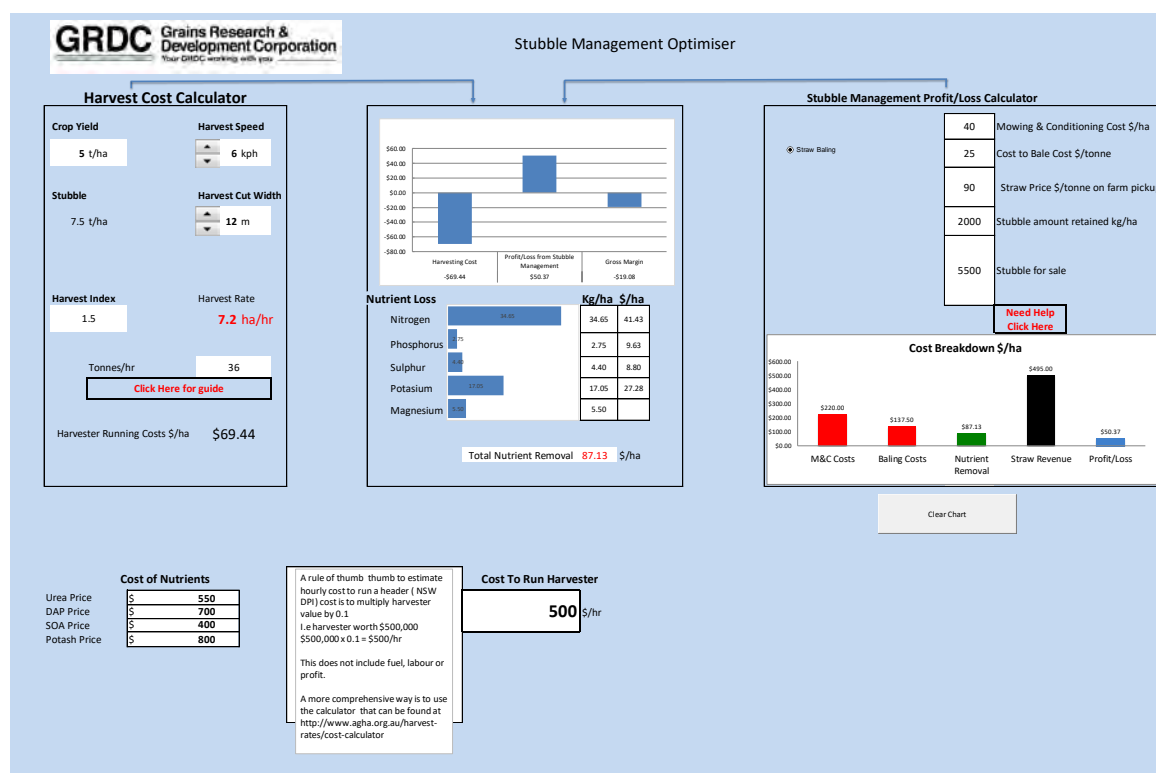 GRDC Grains Research &
Development Corporation
Your GRDC working with you
Stubble Management Optimiser
Harvest Cost Calculator
Crop Yield
Harvest Speed
5 t/ha
6 kph
Stubble
Harvest Cut Width
7.5 t/ha
12 m
Harvest Index
Harvest Rate
1.5
7.2 ha/hr
Tonnes/hr
36
Click Here for guide
Harvester Running Costs $/ha
$69.44
$60.00
$40.00
$20.00
$0.00
-$20.00
-$40.00
-$60.00
-$80.00
Harvesting Cost
Profit/Loss from Stubble
Management
Gross Margin
-$69.44
$50.37
-$19.08
Nutrient Loss
Kg/ha $/ha
Nitrogen
34.65
34.65
41.43
Phosphorus
2.75
2.75
9.63
Sulphur
4.40
4.40
8.80
Potasium
17.05
17.05
27.28
Magnesium
5.50
5.50
Total Nutrient Removal 87.13 $/ha
Stubble Management Profit/Loss Calculator
Straw Baling
40 Mowing & Conditioning Cost $/ha
25 Cost to Bale Cost $/tonne
90 Straw Price $/tonne on farm picku
2000 Stubble amount retained kg/ha
5500 Stubble for sale
Need Help
Click Here
Cost Breakdown $/ha
$600.00
$500.00
$400.00
$300.00
$200.00
$100.00
$0.00
$220.00
$137.50
$87.13
$495.00
$50.37
M&C Costs
Baling Costs
Nutrient
Removal
Straw Revenue
Profit/Loss
Clear Chart
Cost of Nutrients
Urea Price $ 550
DAP Price $ 700
SOA Price $ 400
Potash Price $ 800
A rule of thumb thumb to estimate
hourly cost to run a header ( NSW
DPI) cost is to multiply harvester
value by 0.1
I.e harvester worth $500,000
$500,000 x 0.1 = $500/hr
This does not include fuel, labour or
profit.
A more comprehensive way is to use
the calculator that can be found at
http://www.agha.org.au/harvest-
rates/cost-calculator
Cost To Run Harvester
500 $/hr